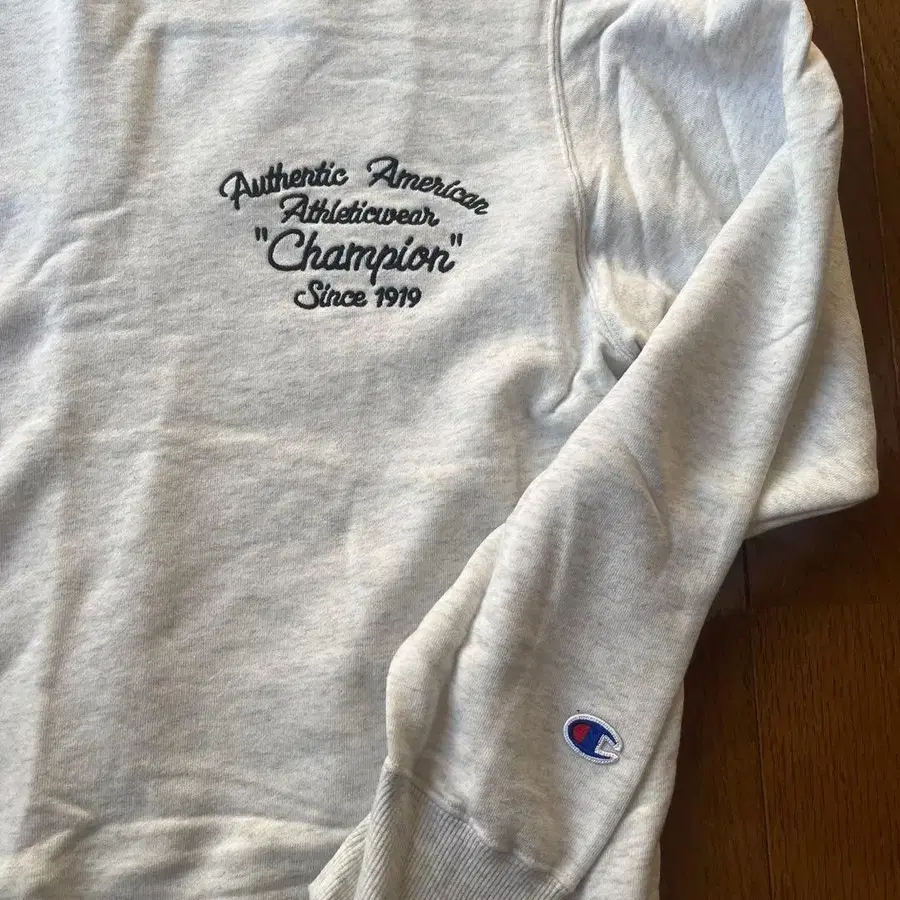 Authentic American
Athleticwear
"Champion"
Since 1919
C